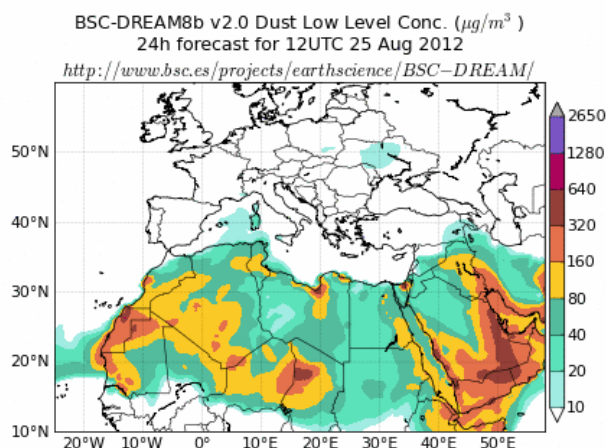 BSC-DREAM8b v2.0 Dust Low Level Conc. (μg/m³ )
24h forecast for 12UTC 25 Aug 2012
http://www.bsc.es/projects/earthscience/BSC−DREAM/
2650
1280
640
320
160
80
40
20
10
50°N
40°N
30°N
20°N
10°N
20°W 10°W 0° 10°E 20°E 30°E 40°E 50°E